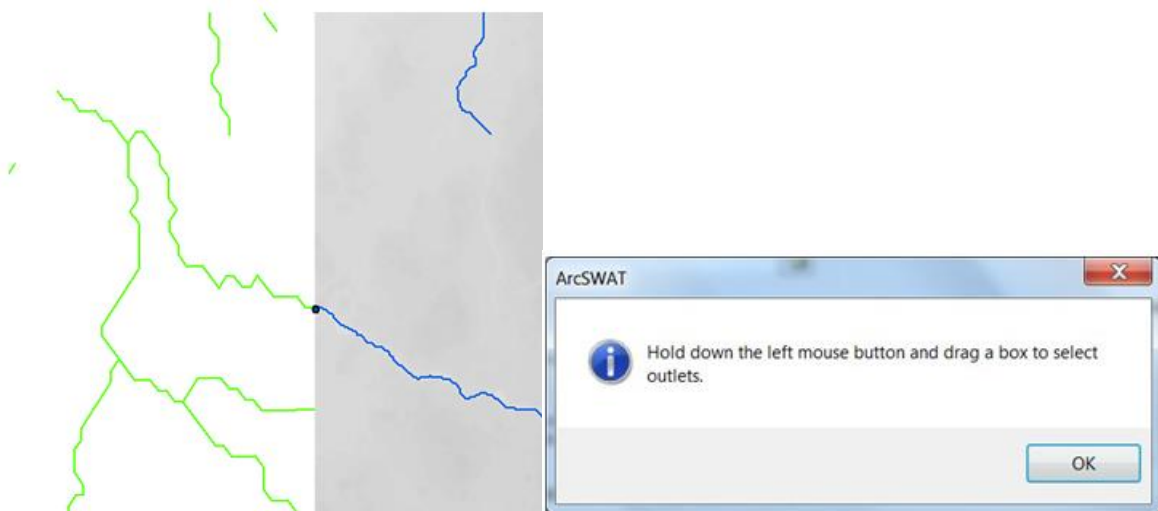 ArcSWAT
Hold down the left mouse button and drag a box to select
outlets.
OK